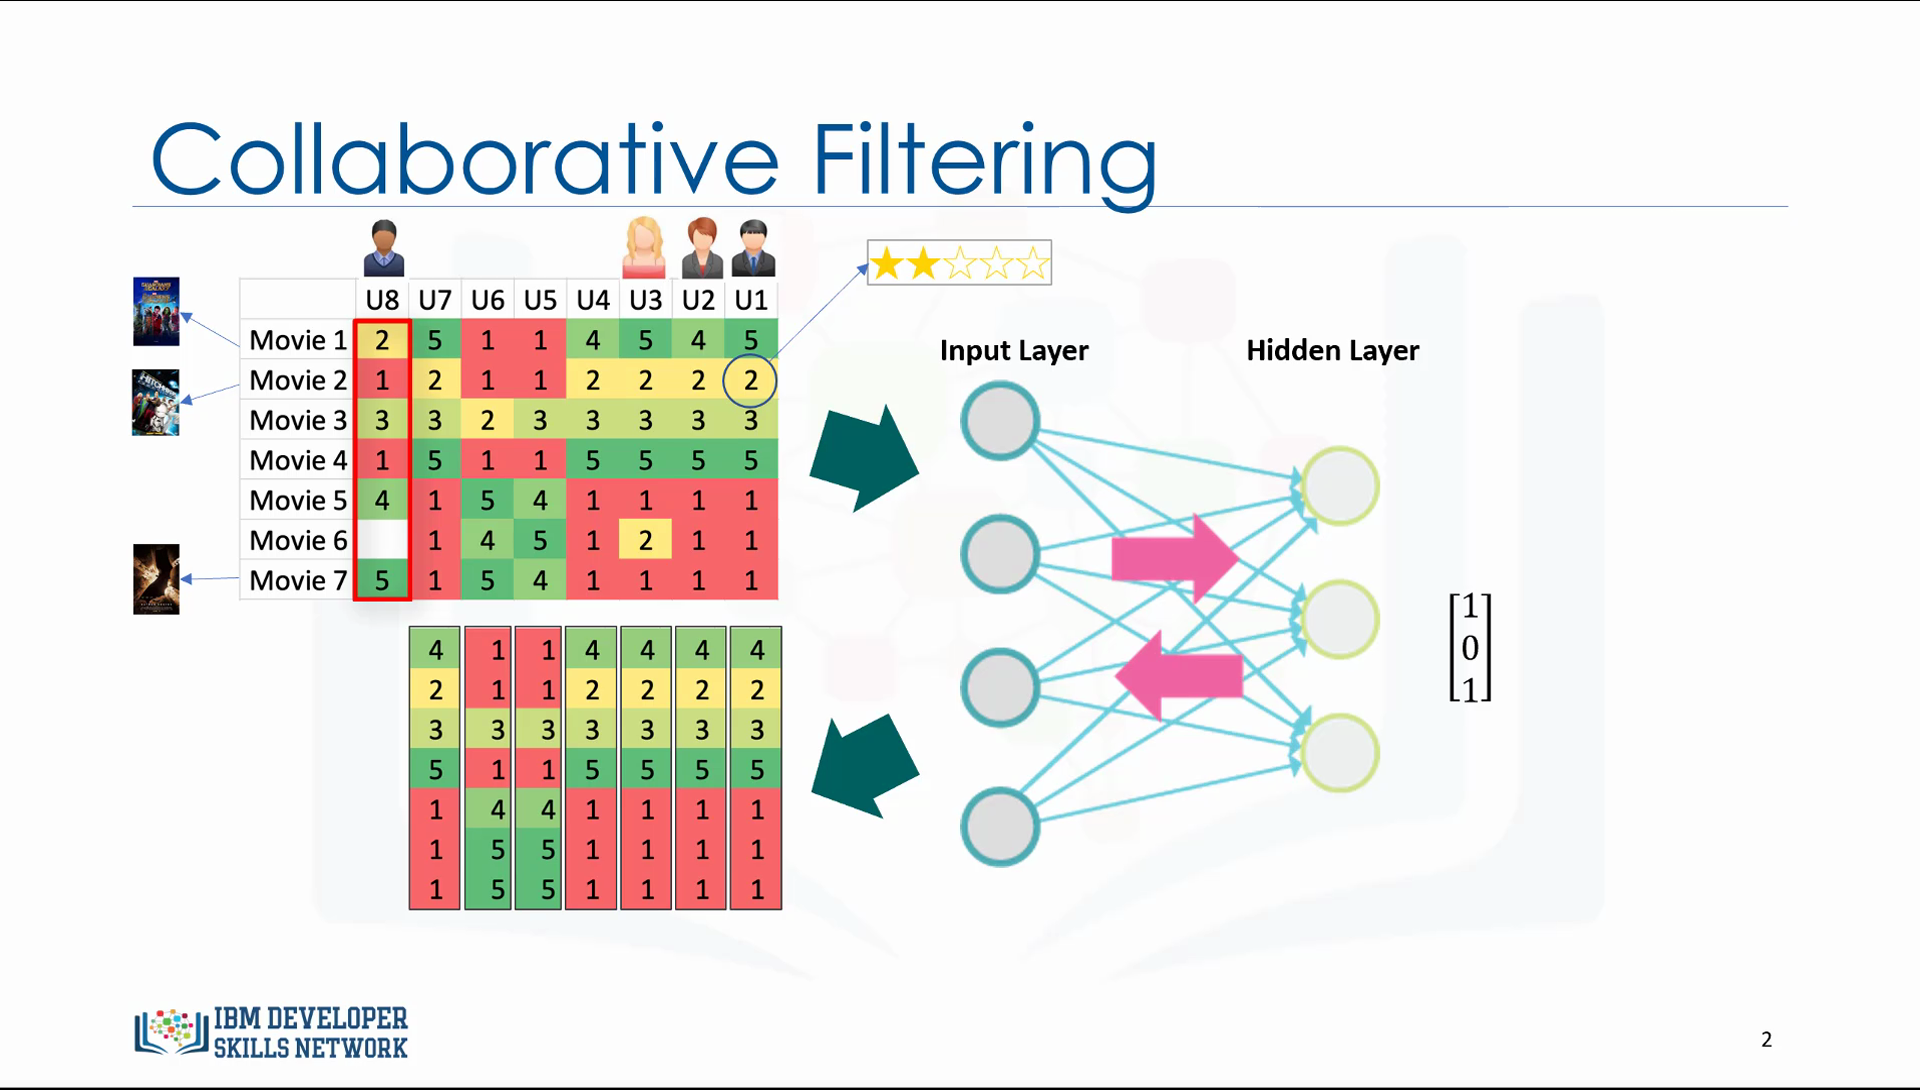 Collaborative Filtering
U8 U7 U6 U5 U4 U3 U2 U1
Movie 1 2 5 1 1 4 5 4 5
Movie 2 1 2 1 1 2 2 2 2
Movie 3 3 3 2 3 3 3 3 3
Movie 4 1 5 1 1 5 5 5 5
Movie 5 4 1 5 4 1 1 1 1
Movie 6 1 4 5 1 2 1 1
Movie 7 5 1 5 4 1 1 1 1
4 1 1 4 4 4 4
2 1 1 2 2 2 2
3 3 3 3 3 3 3
5 1 1 5 5 5 5
1 4 4 1 1 1 1
1 5 5 1 1 1 1
1 5 5 1 1 1 1
Input Layer
Hidden Layer
1
0
1
IBM DEVELOPER
SKILLS NETWORK
2